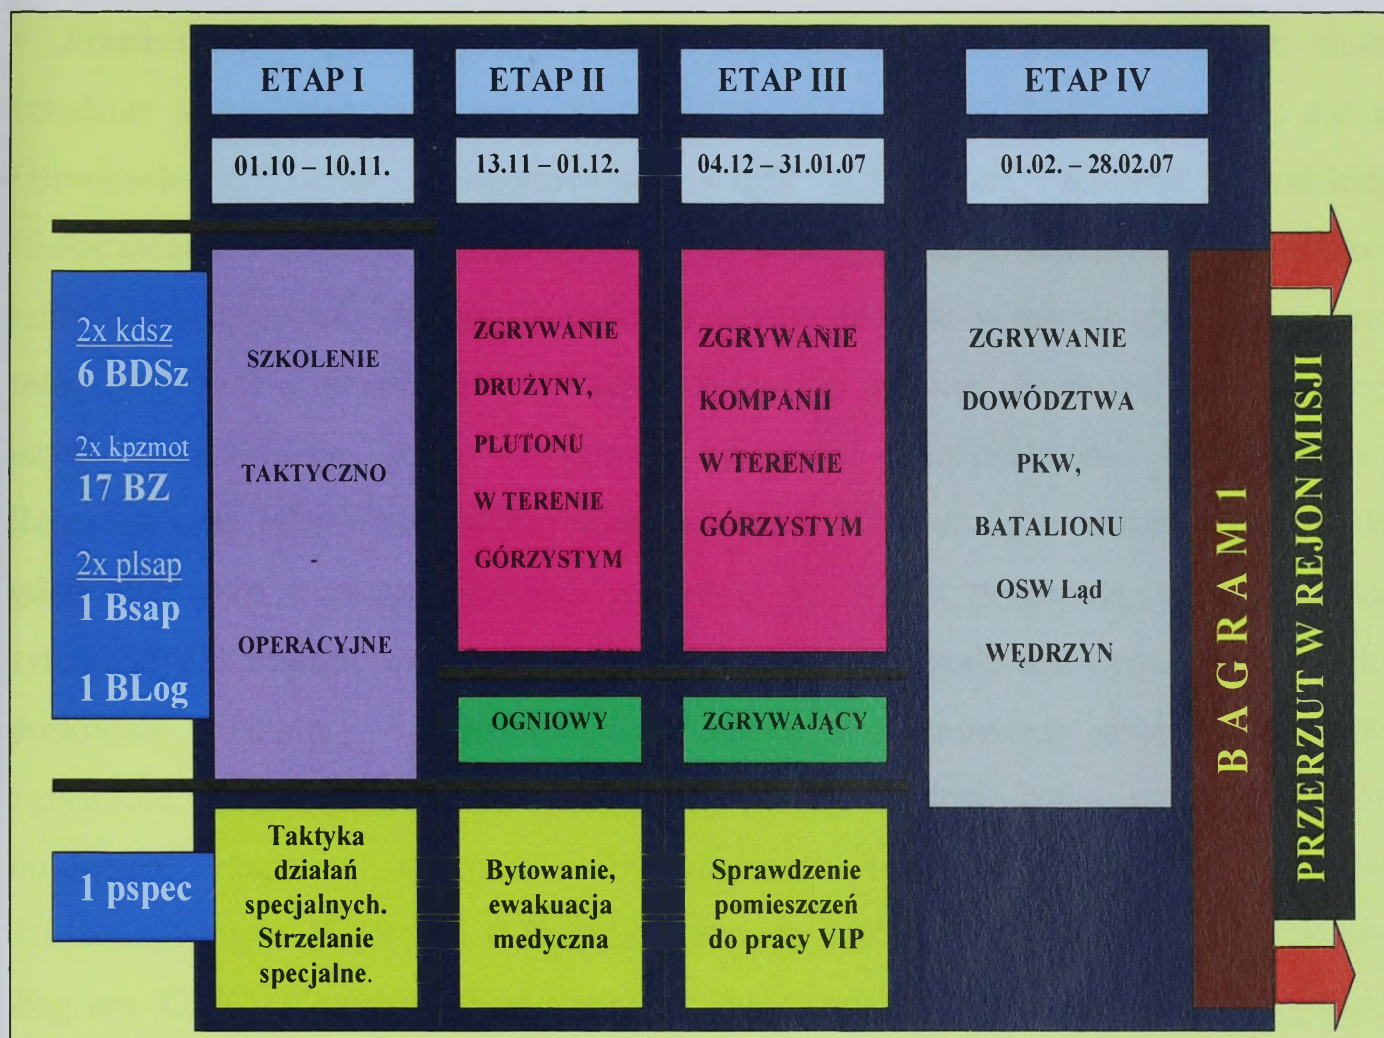 ETAP I
ETAP II
ETAP III
ETAP IV
01.10 – 10.11.
13.11 – 01.12.
04.12 – 31.01.07
01.02. – 28.02.07
2x kdsz
6 BDSz
2x kpzmot
17 BZ
2x plsap
1 Bsap
1 BLog
SZKOLENIE
TAKTYCZNO
-
OPERACYJNE
ZGRYWANIE
DRUŻYNY,
PLUTONU
W TERENIE
GÓRZYSTYM
ZGRYWANIE
KOMPANII
W TERENIE
GÓRZYSTYM
ZGRYWANIE
DOWÓDZTWA
PKW,
BATALIONU
OSW Ląd
WĘDRZYN
BAGRAM 1
PRZERZUT W REJON MISJI
OGNIOWY
ZGRYWAJĄCY
1 pspec
Taktyka
działań
specjalnych.
Strzelanie
specjalne.
Bytowanie,
ewakuacja
medyczna
Sprawdzenie
pomieszczeń
do pracy VIP